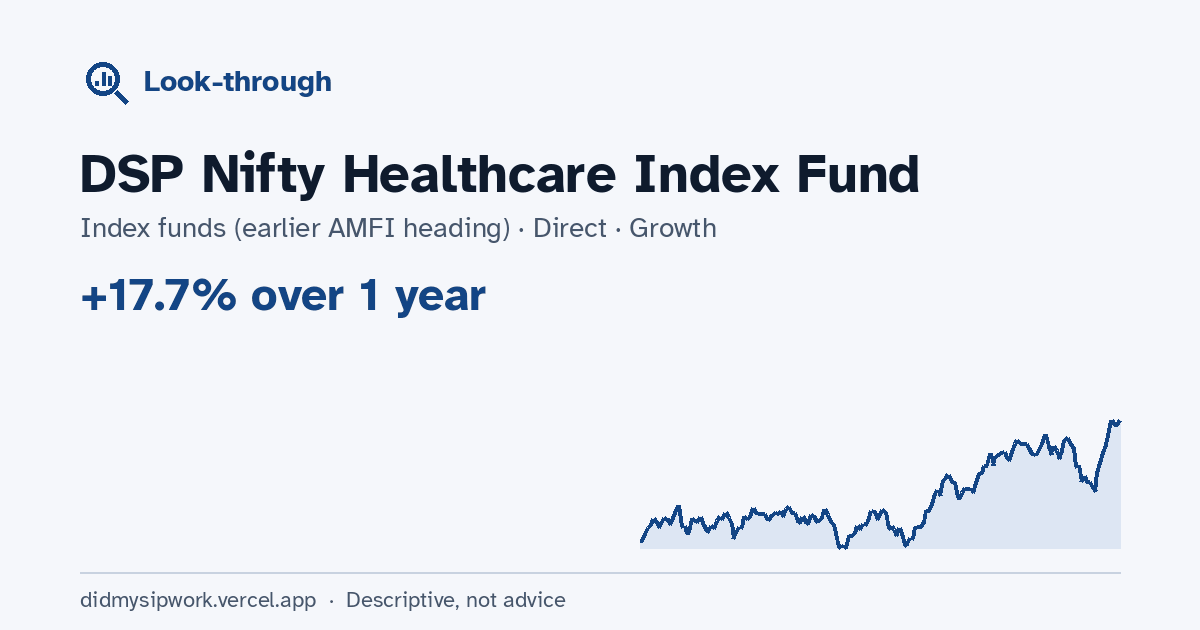 Look-through
DSP Nifty Healthcare Index Fund
Index funds (earlier AMFI heading) · Direct · Growth
+17.7% over 1 year
didmysipwork.vercel.app · Descriptive, not advice